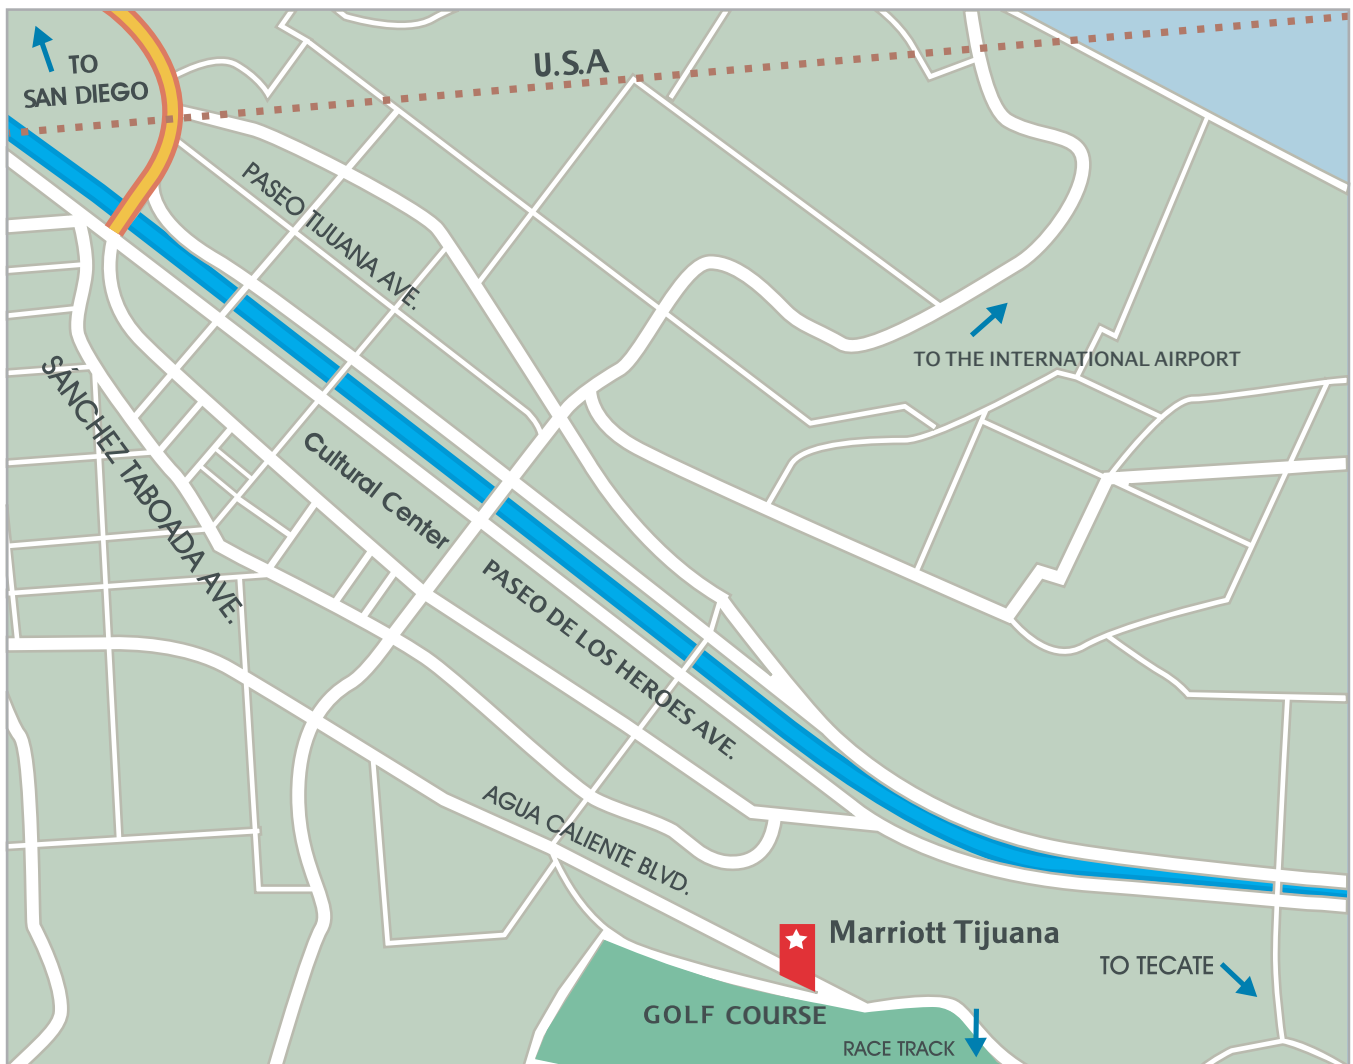 TO
SAN DIEGO
U.S.A
PASEO TIJUANA AVE.
TO THE INTERNATIONAL AIRPORT
SÁNCHEZ TABOADA AVE.
Cultural Center
PASEO DE LOS HEROES AVE.
AGUA CALIENTE BLVD.
Marriott Tijuana
TO TECATE
GOLF COURSE
RACE TRACK